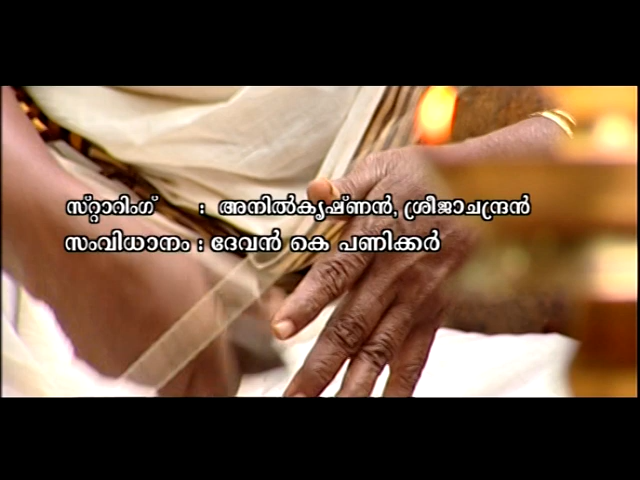 സ്റ്റാറിംഗ് : അനിൽകൃഷ്ണൻ, ശ്രീജാചന്ദ്രൻ
സംവിധാനം : ദേവൻ കെ പണിക്കർ